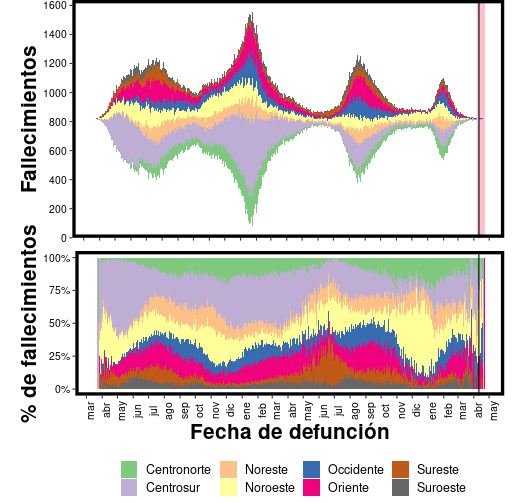 Fallecimientos
1600
1400
1200
1000
800
600
400
200
0
% de fallecimientos
100%
75%
50%
25%
0%
mar abr may jun jul ago sep oct nov dic ene feb mar abr may jun jul ago sep oct nov dic ene feb mar abr may
Fecha de defunción
Centronorte Noreste Occidente Sureste
Centrosur Noroeste Oriente Suroeste